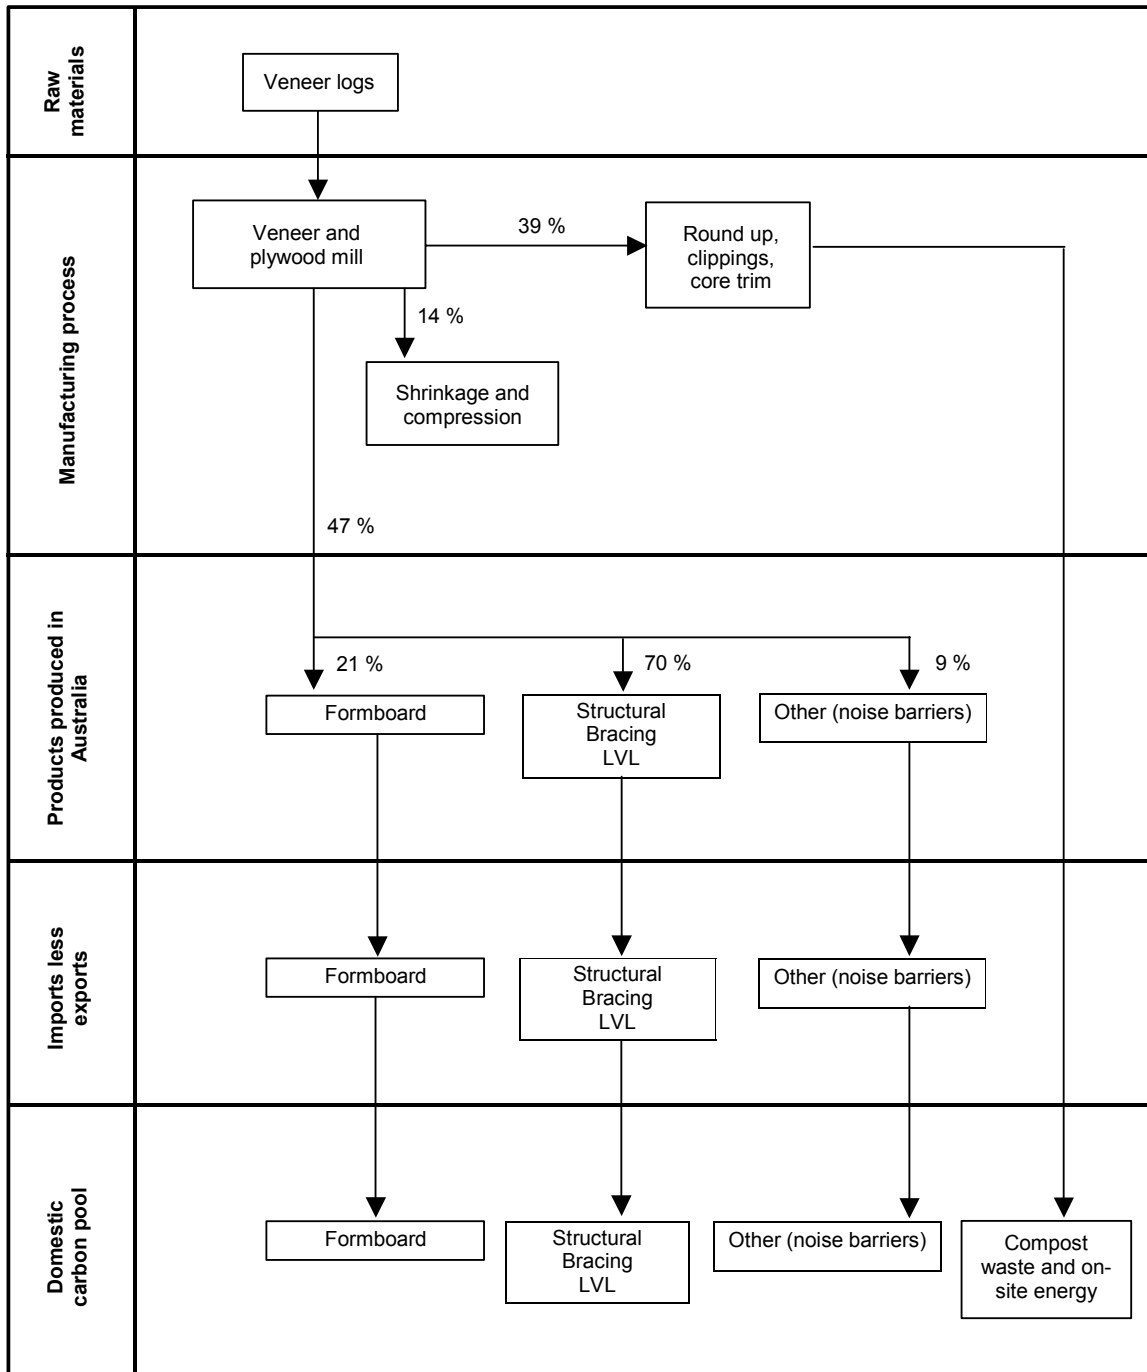 Raw
materials
Veneer logs
Manufacturing process
Veneer and
plywood mill
39 %
Round up,
clippings,
core trim
14 %
Shrinkage and
compression
47 %
Products produced in
Australia
21 %
70 %
9 %
Formboard
Structural
Bracing
LVL
Other (noise barriers)
Imports less
exports
Formboard
Structural
Bracing
LVL
Other (noise barriers)
Domestic
carbon pool
Formboard
Structural
Bracing
LVL
Other (noise barriers)
Compost
waste and on-
site energy